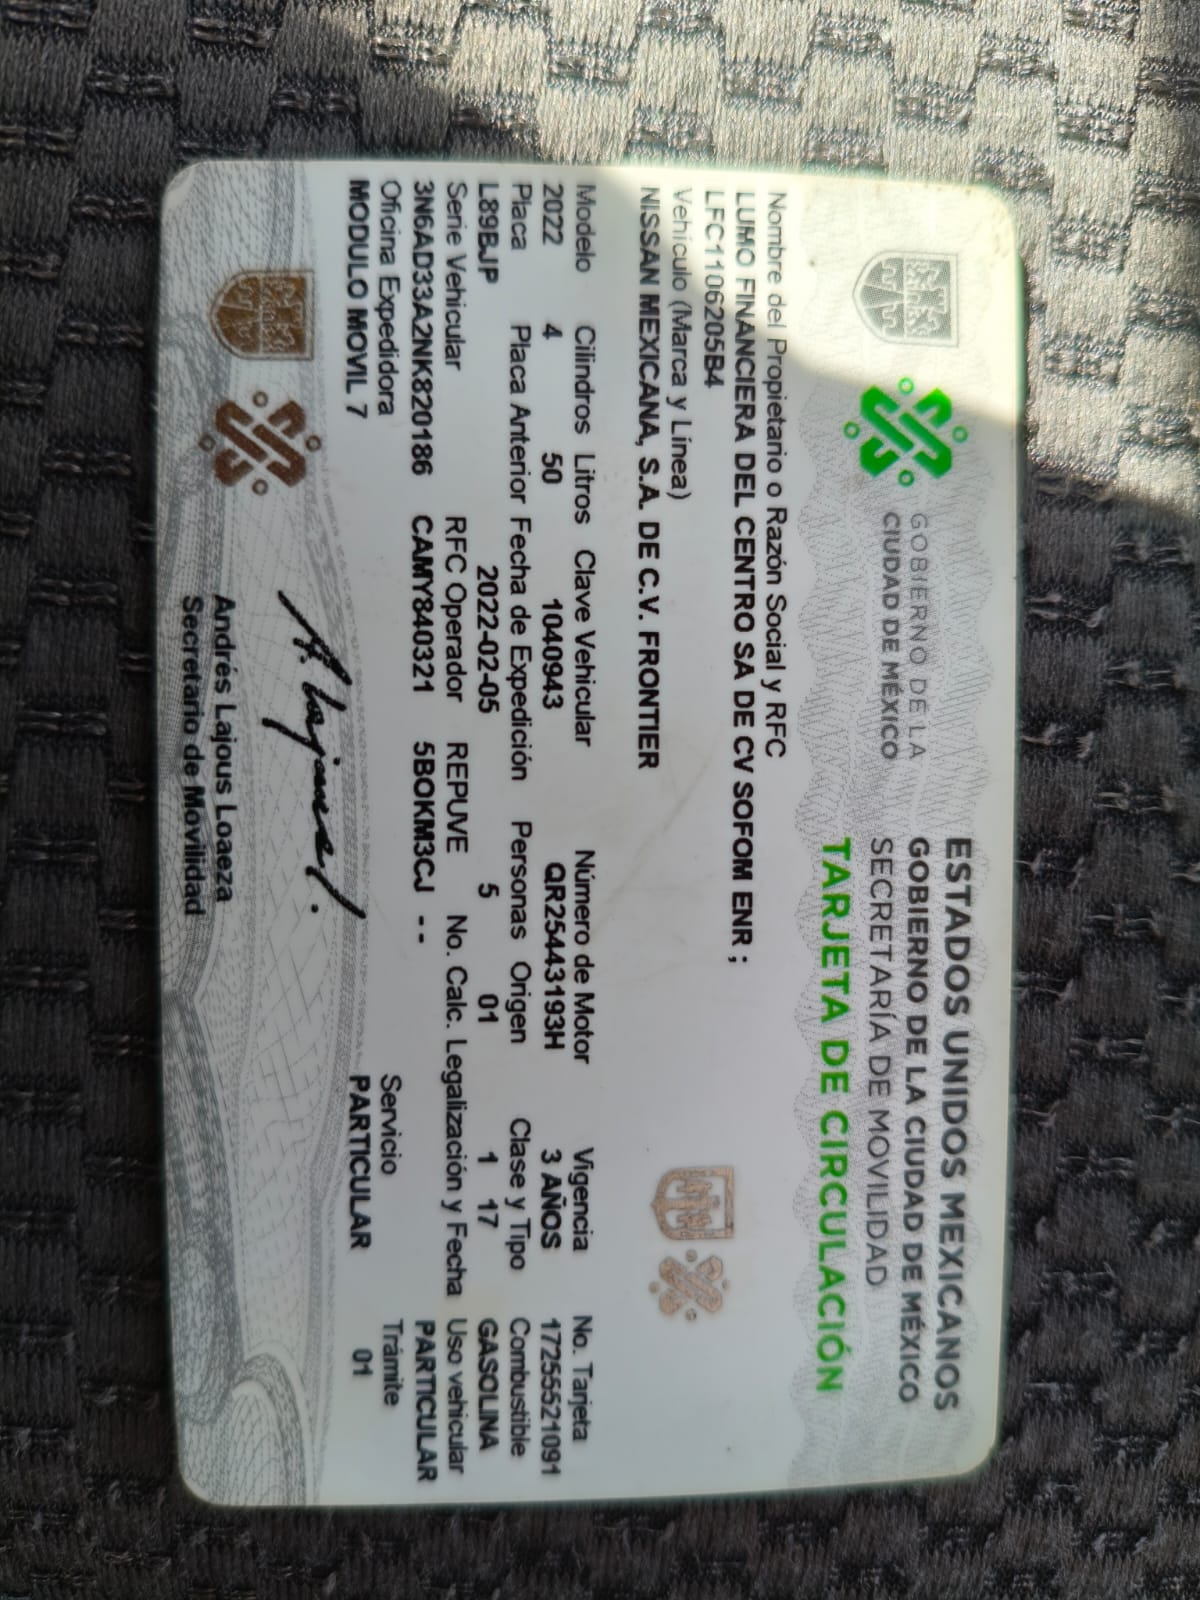 GOBIERNO DE LA
CIUDAD DE MÉXICO
ESTADOS UNIDOS MEXICANOS
GOBIERNO DE LA CIUDAD DE MÉXICO
SECRETARÍA DE MOVILIDAD
TARJETA DE CIRCULACIÓN
Nombre del Propietario o Razón Social y RFC
LUMO FINANCIERA DEL CENTRO SA DE CV SOFOM ENR ;
LFC1106205B4
Vehículo (Marca y Línea)
NISSAN MEXICANA, S.A. DE C.V. FRONTIER
Modelo Cilindros Litros Clave Vehicular Número de Motor Vigencia No. Tarjeta
2022 4 50 1040943 QR25443193H 3 AÑOS 17255521091
Placa Placa Anterior Fecha de Expedición Personas Origen Clase y Tipo Combustible
L89BJP 2022-02-05 5 01 1 17 GASOLINA
Serie Vehicular RFC Operador REPUVE No. Calc. Legalización y Fecha Uso vehicular
3N6AD33A2NK820186 CAMY840321 5BOKM3CJ - - PARTICULAR
Oficina Expedidora Servicio Trámite
MODULO MOVIL 7 PARTICULAR 01
A. Lajous L.
Andrés Lajous Loaeza
Secretario de Movilidad